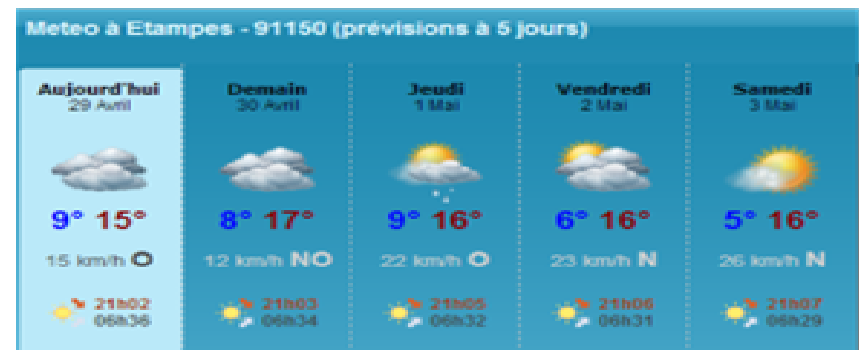 Meteo à Etampes - 91150 (prévisions à 5 jours)
Aujourd'hui
29 Avril
9° 15°
15 km/h O
21h02
06h36
Demain
30 Avril
8° 17°
12 km/h NO
21h03
06h34
Jeudi
1 Mai
9° 16°
22 km/h O
21h05
06h32
Vendredi
2 Mai
6° 16°
23 km/h N
21h06
06h31
Samedi
3 Mai
5° 16°
26 km/h N
21h07
06h29